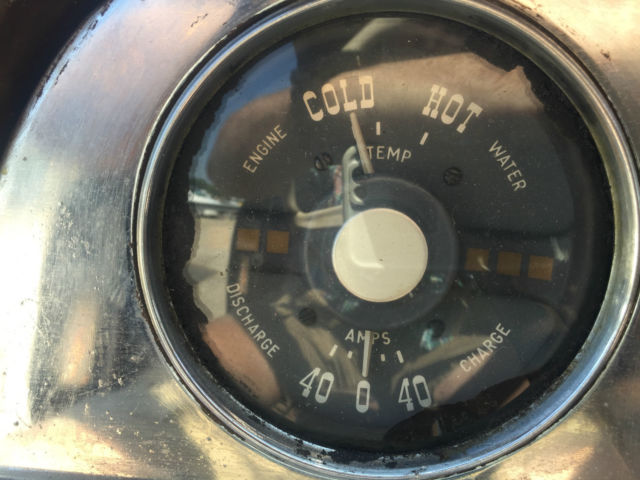 COLD HOT
ENGINE TEMP WATER
DISCHARGE AMPS CHARGE
40 0 40